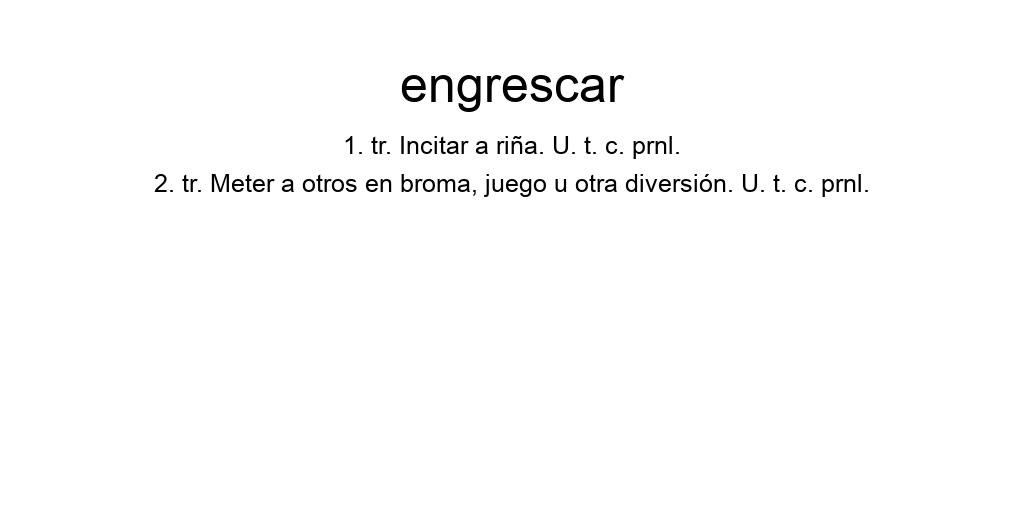 engrescar
1. tr. Incitar a riña. U. t. c. prnl.
2. tr. Meter a otros en broma, juego u otra diversión. U. t. c. prnl.